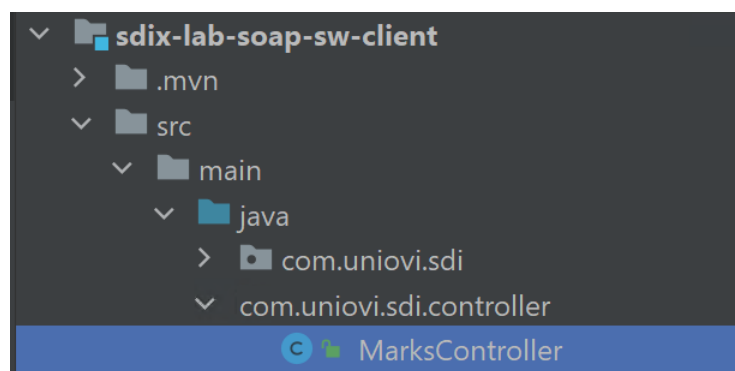 sdix-lab-soap-sw-client
.mvn
src
main
java
com.uniovi.sdi
com.uniovi.sdi.controller
C MarksController